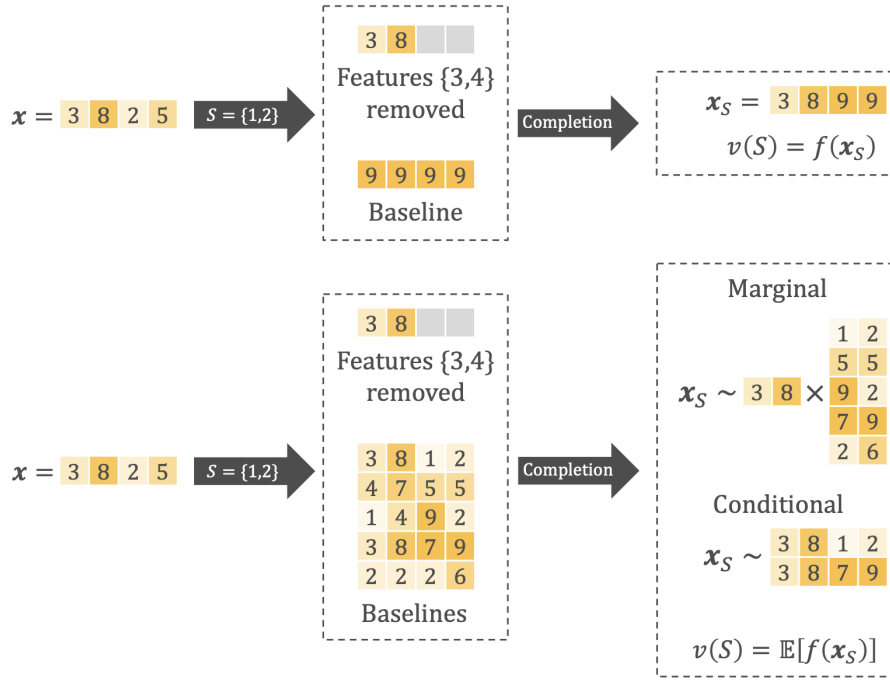 3 8
Features {3,4}
removed
x = 3 8 2 5
S = {1,2}
Completion
9 9 9 9
Baseline
x_S = 3 8 9 9
v(S) = f(x_S)
3 8
Features {3,4}
removed
x = 3 8 2 5
S = {1,2}
Completion
3 8 1 2
4 7 5 5
1 4 9 2
3 8 7 9
2 2 2 6
Baselines
Marginal
x_S ~ 3 8 ×
1 2
5 5
9 2
7 9
2 6
Conditional
x_S ~
3 8 1 2
3 8 7 9
v(S) = 𝔼[f(x_S)]